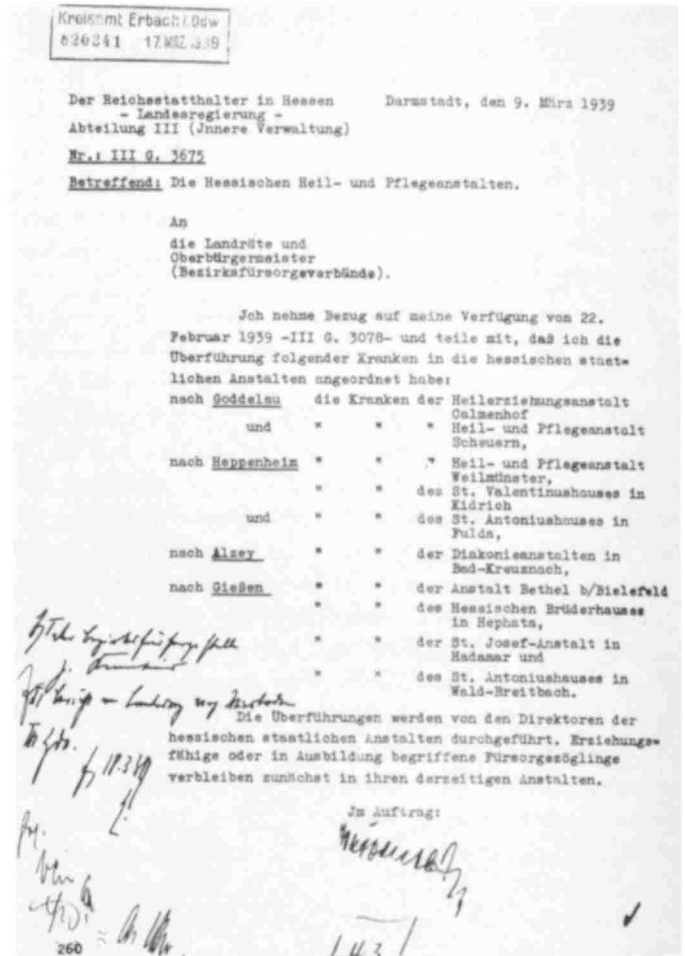 Kreisamt Erbach i. Odw
17. MRZ. 1939
Der Reichsstatthalter in Hessen Darmstadt, den 9. März 1939
- Landesregierung -
Abteilung III (Jnnere Verwaltung)
Nr.: III G. 3675
Betreffend: Die Hessischen Heil- und Pflegeanstalten.
An
die Landräte und
Oberbürgermeister
(Bezirksfürsorgeverbände).
Jch nehme Bezug auf meine Verfügung vom 22.
Februar 1939 -III G. 3078- und teile mit, daß ich die
Überführung folgender Kranken in die hessischen staat=
lichen Anstalten angeordnet habe:
nach Goddelau die Kranken der Heilerziehungsanstalt
Calmenhof
und " " " Heil- und Pflegeanstalt
Scheuern,
nach Heppenheim " " " Heil- und Pflegeanstalt
Weilmünster,
" " des St. Valentinushauses in
Kidrich
und " " des St. Antoniushauses in
Fulda,
nach Alzey " " der Diakonieanstalten in
Bad-Kreuznach,
nach Gießen " " der Anstalt Bethel b/Bielefeld
" " des Hessischen Brüderhauses
in Hephata,
" " der St. Josef-Anstalt in
Hadamar und
" " des St. Antoniushauses in
Wald-Breitbach.
Die Überführungen werden von den Direktoren der
hessischen staatlichen Anstalten durchgeführt. Erziehungs=
fähige oder in Ausbildung begriffene Fürsorgezöglinge
verbleiben zunächst in ihren derzeitigen Anstalten.
Jm Auftrag:
260